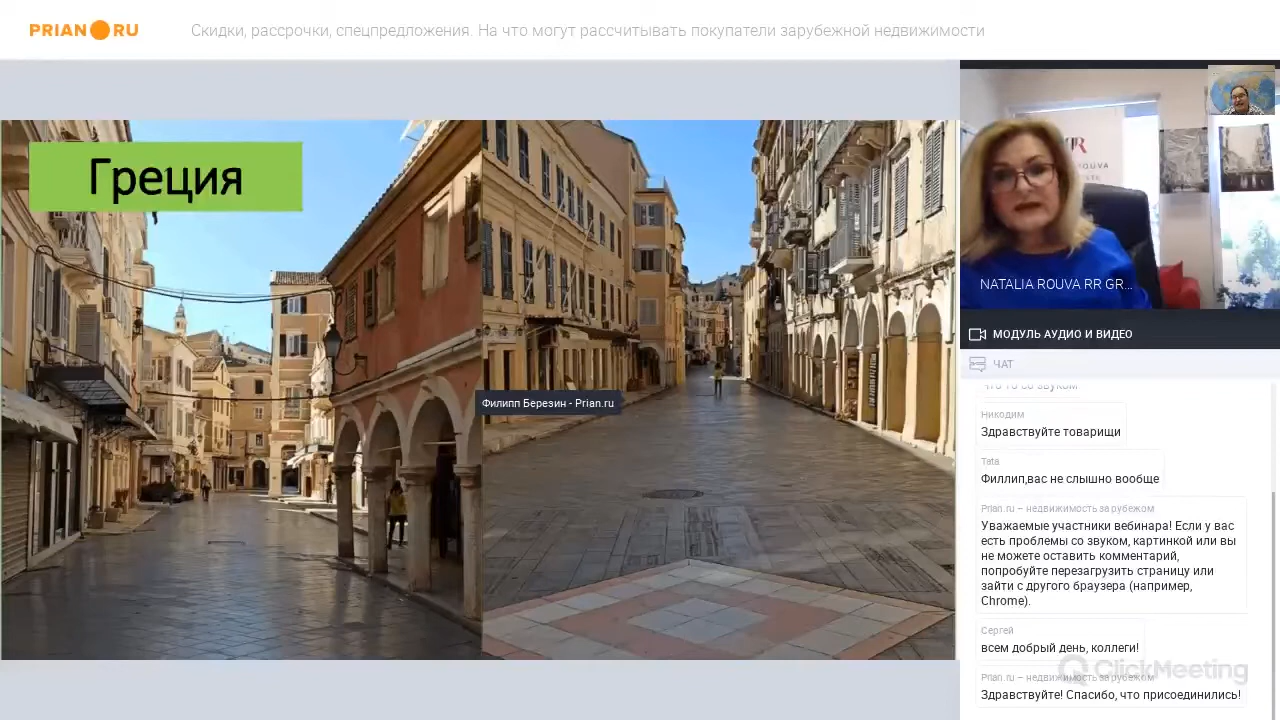 PRIAN RU
Скидки, рассрочки, спецпредложения. На что могут рассчитывать покупатели зарубежной недвижимости
Греция
Филипп Березин - Prian.ru
NATALIA ROUVA RR GR...
МОДУЛЬ АУДИО И ВИДЕО
ЧАТ
Никодим
Здравствуйте товарищи
Tata
Филлип,вас не слышно вообще
Prian.ru – недвижимость за рубежом
Уважаемые участники вебинара! Если у вас
есть проблемы со звуком, картинкой или вы
не можете оставить комментарий,
попробуйте перезагрузить страницу или
зайти с другого браузера (например,
Chrome).
Сергей
всем добрый день, коллеги!
ClickMeeting
Prian.ru – недвижимость за рубежом
Здравствуйте! Спасибо, что присоединились!